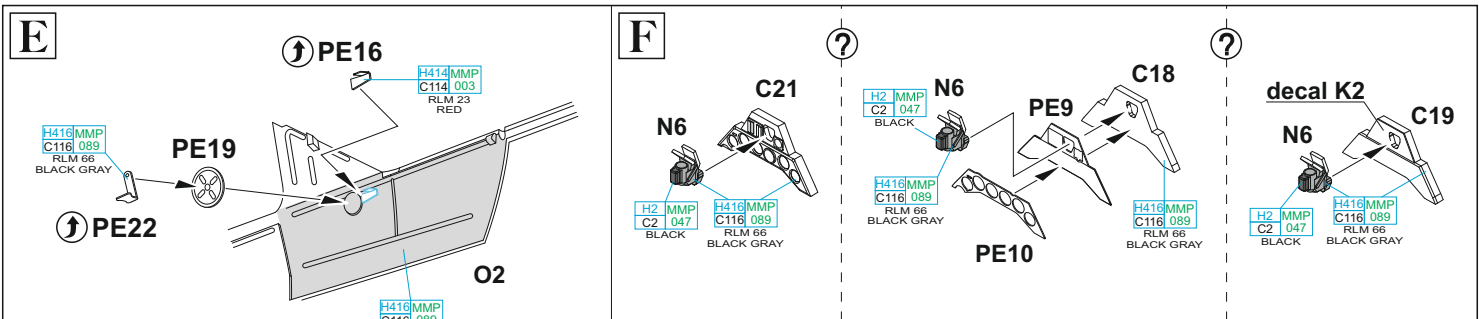 E
PE16
H414 MMP
C114 003
RLM 23
RED
H416 MMP
C116 089
RLM 66
BLACK GRAY
PE19
PE22
O2
H416 MMP
C116 089
F
?
?
C21
N6
H2 MMP
C2 047
BLACK
H416 MMP
C116 089
RLM 66
BLACK GRAY
H2 MMP
C2 047
BLACK
N6
PE9
C18
H416 MMP
C116 089
RLM 66
BLACK GRAY
PE10
H416 MMP
C116 089
RLM 66
BLACK GRAY
decal K2
C19
N6
H2 MMP
C2 047
BLACK
H416 MMP
C116 089
RLM 66
BLACK GRAY